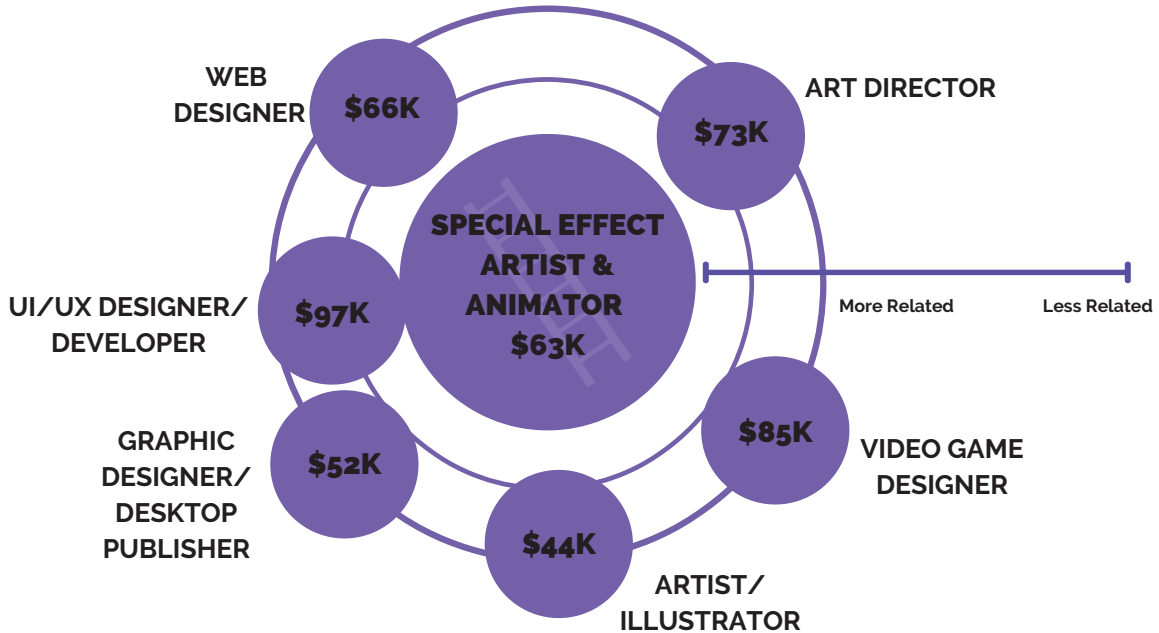 WEB
DESIGNER
$66K
ART DIRECTOR
$73K
SPECIAL EFFECT
ARTIST &
ANIMATOR
$63K
More Related
Less Related
UI/UX DESIGNER/
DEVELOPER
$97K
GRAPHIC
DESIGNER/
DESKTOP
PUBLISHER
$52K
$85K
VIDEO GAME
DESIGNER
$44K
ARTIST/
ILLUSTRATOR